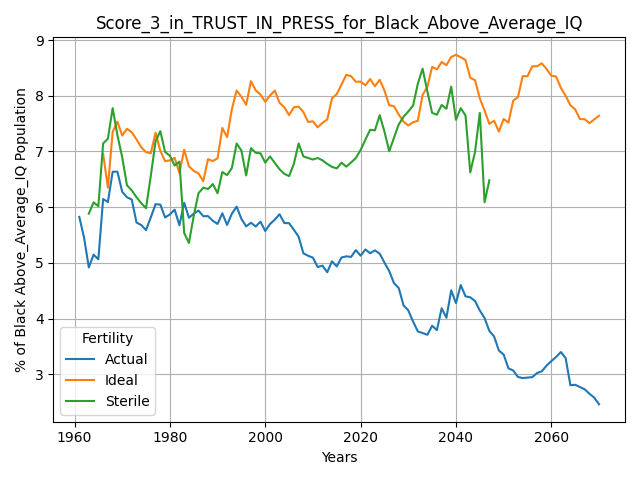 Score_3_in_TRUST_IN_PRESS_for_Black_Above_Average_IQ
% of Black Above_Average_IQ Population
9
8
7
6
5
4
3
Fertility
Actual
Ideal
Sterile
1960 1980 2000 2020 2040 2060
Years